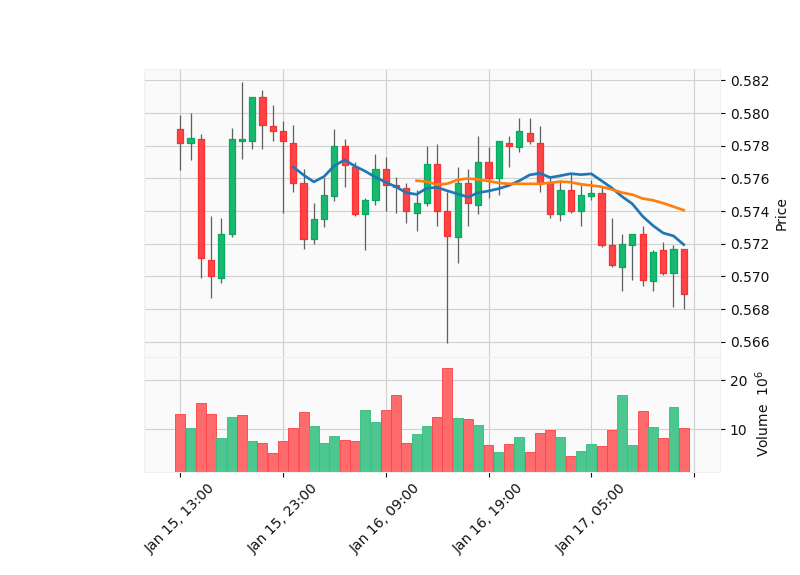 0.582
0.580
0.578
0.576
0.574
0.572
0.570
0.568
0.566
Price
20
10
Volume 10⁶
Jan 15, 13:00
Jan 15, 23:00
Jan 16, 09:00
Jan 16, 19:00
Jan 17, 05:00